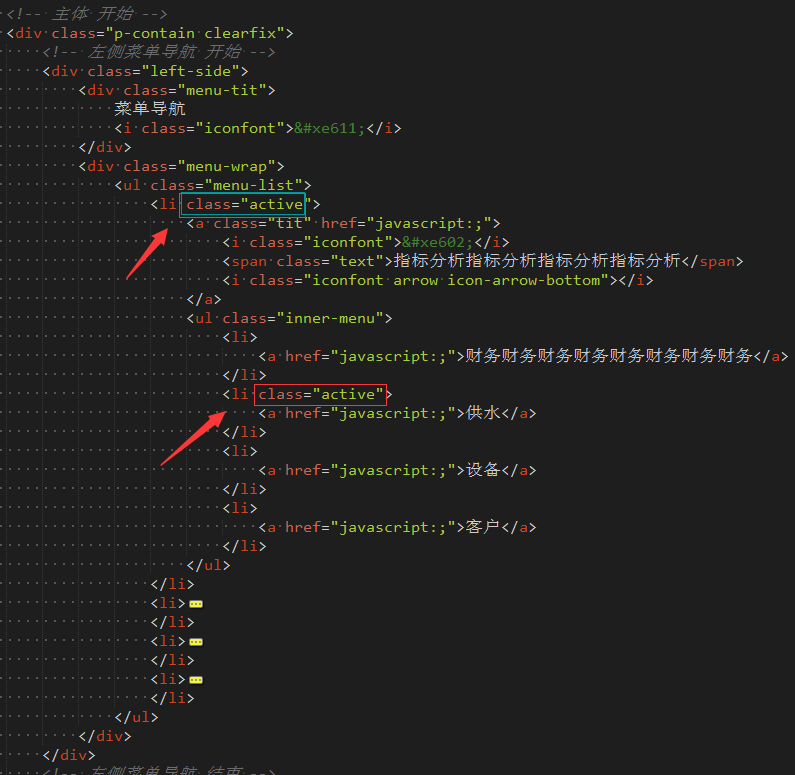 <!-- 主体 开始 -->
<div class="p-contain clearfix">
<!-- 左侧菜单导航 开始 -->
<div class="left-side">
<div class="menu-tit">
菜单导航
<i class="iconfont">&#xe611;</i>
</div>
<div class="menu-wrap">
<ul class="menu-list">
<li class="active">
<a class="tit" href="javascript:;">
<i class="iconfont">&#xe602;</i>
<span class="text">指标分析指标分析指标分析指标分析</span>
<i class="iconfont arrow icon-arrow-bottom"></i>
</a>
<ul class="inner-menu">
<li>
<a href="javascript:;">财务财务财务财务财务财务财务财务</a>
</li>
<li class="active">
<a href="javascript:;">供水</a>
</li>
<li>
<a href="javascript:;">设备</a>
</li>
<li>
<a href="javascript:;">客户</a>
</li>
</ul>
</li>
<li>
</li>
<li>
</li>
<li>
</li>
</ul>
</div>
</div>
<!-- 左侧菜单导航 结束 -->